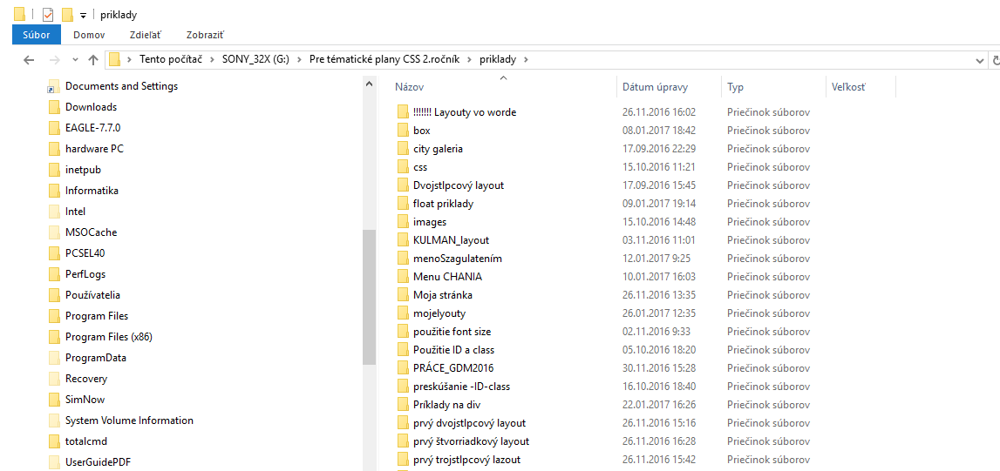 priklady
Súbor Domov Zdieľať Zobraziť
Tento počítač > SONY_32X (G:) > Pre tématické plany CSS 2.ročník > priklady >
Documents and Settings
Downloads
EAGLE-7.7.0
hardware PC
inetpub
Informatika
Intel
MSOCache
PCSEL40
PerfLogs
Používatelia
Program Files
Program Files (x86)
ProgramData
Recovery
SimNow
System Volume Information
totalcmd
UserGuidePDF
Názov Dátum úpravy Typ Veľkosť
!!!!!!! Layouty vo worde 26.11.2016 16:02 Priečinok súborov
box 08.01.2017 18:42 Priečinok súborov
city galeria 17.09.2016 22:29 Priečinok súborov
css 15.10.2016 11:21 Priečinok súborov
Dvojstlpcový layout 17.09.2016 15:45 Priečinok súborov
float priklady 09.01.2017 19:14 Priečinok súborov
images 15.10.2016 14:48 Priečinok súborov
KULMAN_layout 03.11.2016 11:01 Priečinok súborov
menoSzagulatením 12.01.2017 9:25 Priečinok súborov
Menu CHANIA 10.01.2017 16:03 Priečinok súborov
Moja stránka 26.11.2016 13:35 Priečinok súborov
mojelyouty 26.01.2017 12:35 Priečinok súborov
použitie font size 02.11.2016 9:33 Priečinok súborov
Použitie ID a class 05.10.2016 18:20 Priečinok súborov
PRÁCE_GDM2016 30.11.2016 15:28 Priečinok súborov
preskúšanie -ID-class 16.10.2016 18:40 Priečinok súborov
Príklady na div 22.01.2017 16:26 Priečinok súborov
prvý dvojstlpcový layout 26.11.2016 15:16 Priečinok súborov
prvý štvorriadkový layout 26.11.2016 16:28 Priečinok súborov
prvý trojstlpcový lazout 26.11.2016 15:42 Priečinok súborov